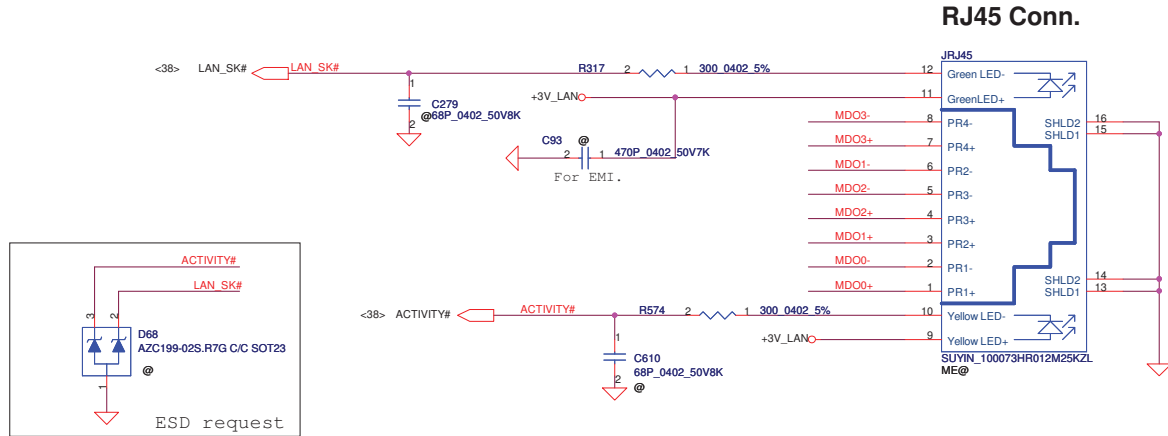 RJ45 Conn.
JRJ45
<38> LAN_SK# LAN_SK# R317 2 1 300_0402_5% 12 Green LED-
1 +3V_LAN 11 GreenLED+
C279
@68P_0402_50V8K
2
MDO3- 8 PR4- SHLD2 16
SHLD1 15
C93 @ MDO3+ 7 PR4+
2 1 470P_0402_50V7K
For EMI.
MDO1- 6 PR2-
MDO2- 5 PR3-
MDO2+ 4 PR3+
MDO1+ 3 PR2+
MDO0- 2 PR1-
SHLD2 14
MDO0+ 1 PR1+ SHLD1 13
<38> ACTIVITY# ACTIVITY# R574 2 1 300_0402_5% 10 Yellow LED-
1 +3V_LAN 9 Yellow LED+
C610
68P_0402_50V8K
2 @
SUYIN_100073HR012M25KZL
ME@
ACTIVITY#
LAN_SK#
3 2
D68
AZC199-02S.R7G C/C SOT23
@
1
ESD request